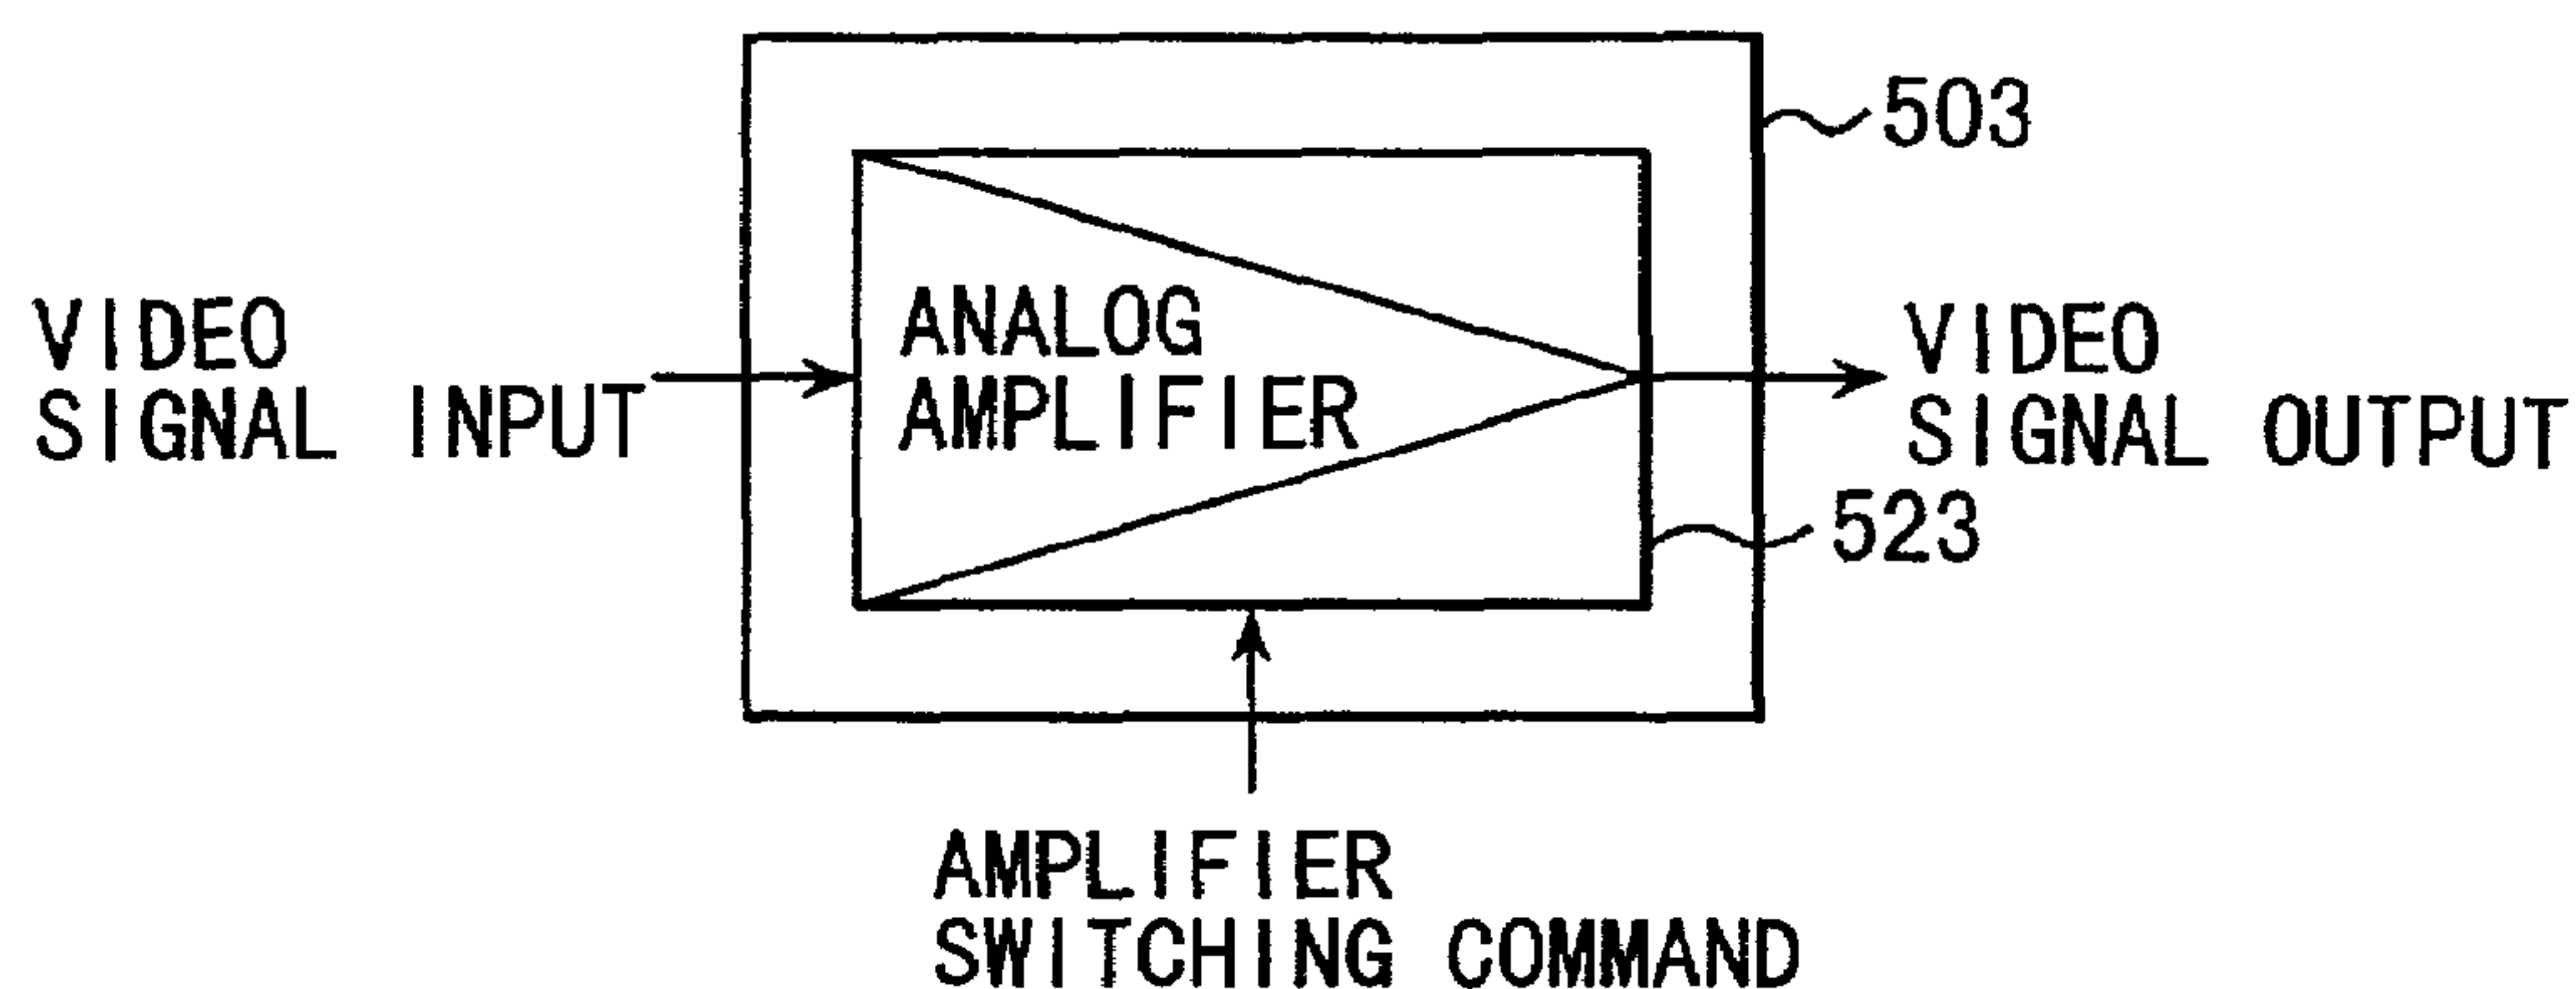 503
VIDEO
SIGNAL INPUT
ANALOG
AMPLIFIER
VIDEO
SIGNAL OUTPUT
523
AMPLIFIER
SWITCHING COMMAND